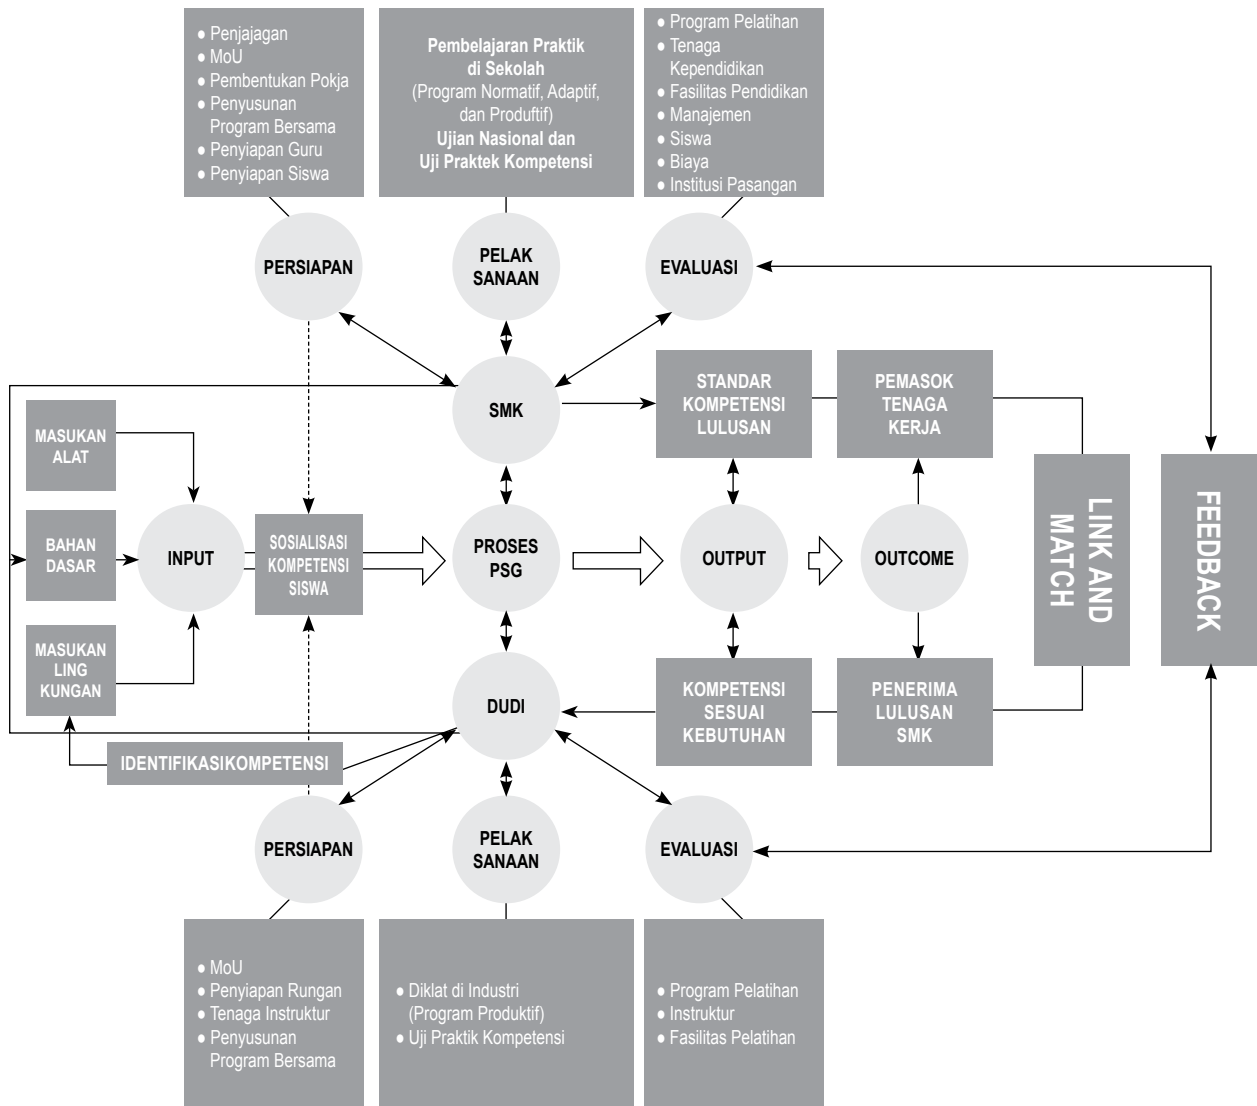 ● Penjajagan
● MoU
● Pembentukan Pokja
● Penyusunan
Program Bersama
● Penyiapan Guru
● Penyiapan Siswa
Pembelajaran Praktik
di Sekolah
(Program Normatif, Adaptif,
dan Produftif)
Ujian Nasional dan
Uji Praktek Kompetensi
● Program Pelatihan
● Tenaga
Kependidikan
● Fasilitas Pendidikan
● Manajemen
● Siswa
● Biaya
● Institusi Pasangan
PERSIAPAN
PELAK
SANAAN
EVALUASI
SMK
STANDAR
KOMPETENSI
LULUSAN
PEMASOK
TENAGA
KERJA
MASUKAN
ALAT
BAHAN
DASAR
MASUKAN
LING
KUNGAN
INPUT
SOSIALISASI
KOMPETENSI
SISWA
PROSES
PSG
OUTPUT
OUTCOME
LINK AND
MATCH
FEEDBACK
DUDI
KOMPETENSI
SESUAI
KEBUTUHAN
PENERIMA
LULUSAN
SMK
IDENTIFIKASIKOMPETENSI
PERSIAPAN
PELAK
SANAAN
EVALUASI
● MoU
● Penyiapan Rungan
● Tenaga Instruktur
● Penyusunan
Program Bersama
● Diklat di Industri
(Program Produktif)
● Uji Praktik Kompetensi
● Program Pelatihan
● Instruktur
● Fasilitas Pelatihan